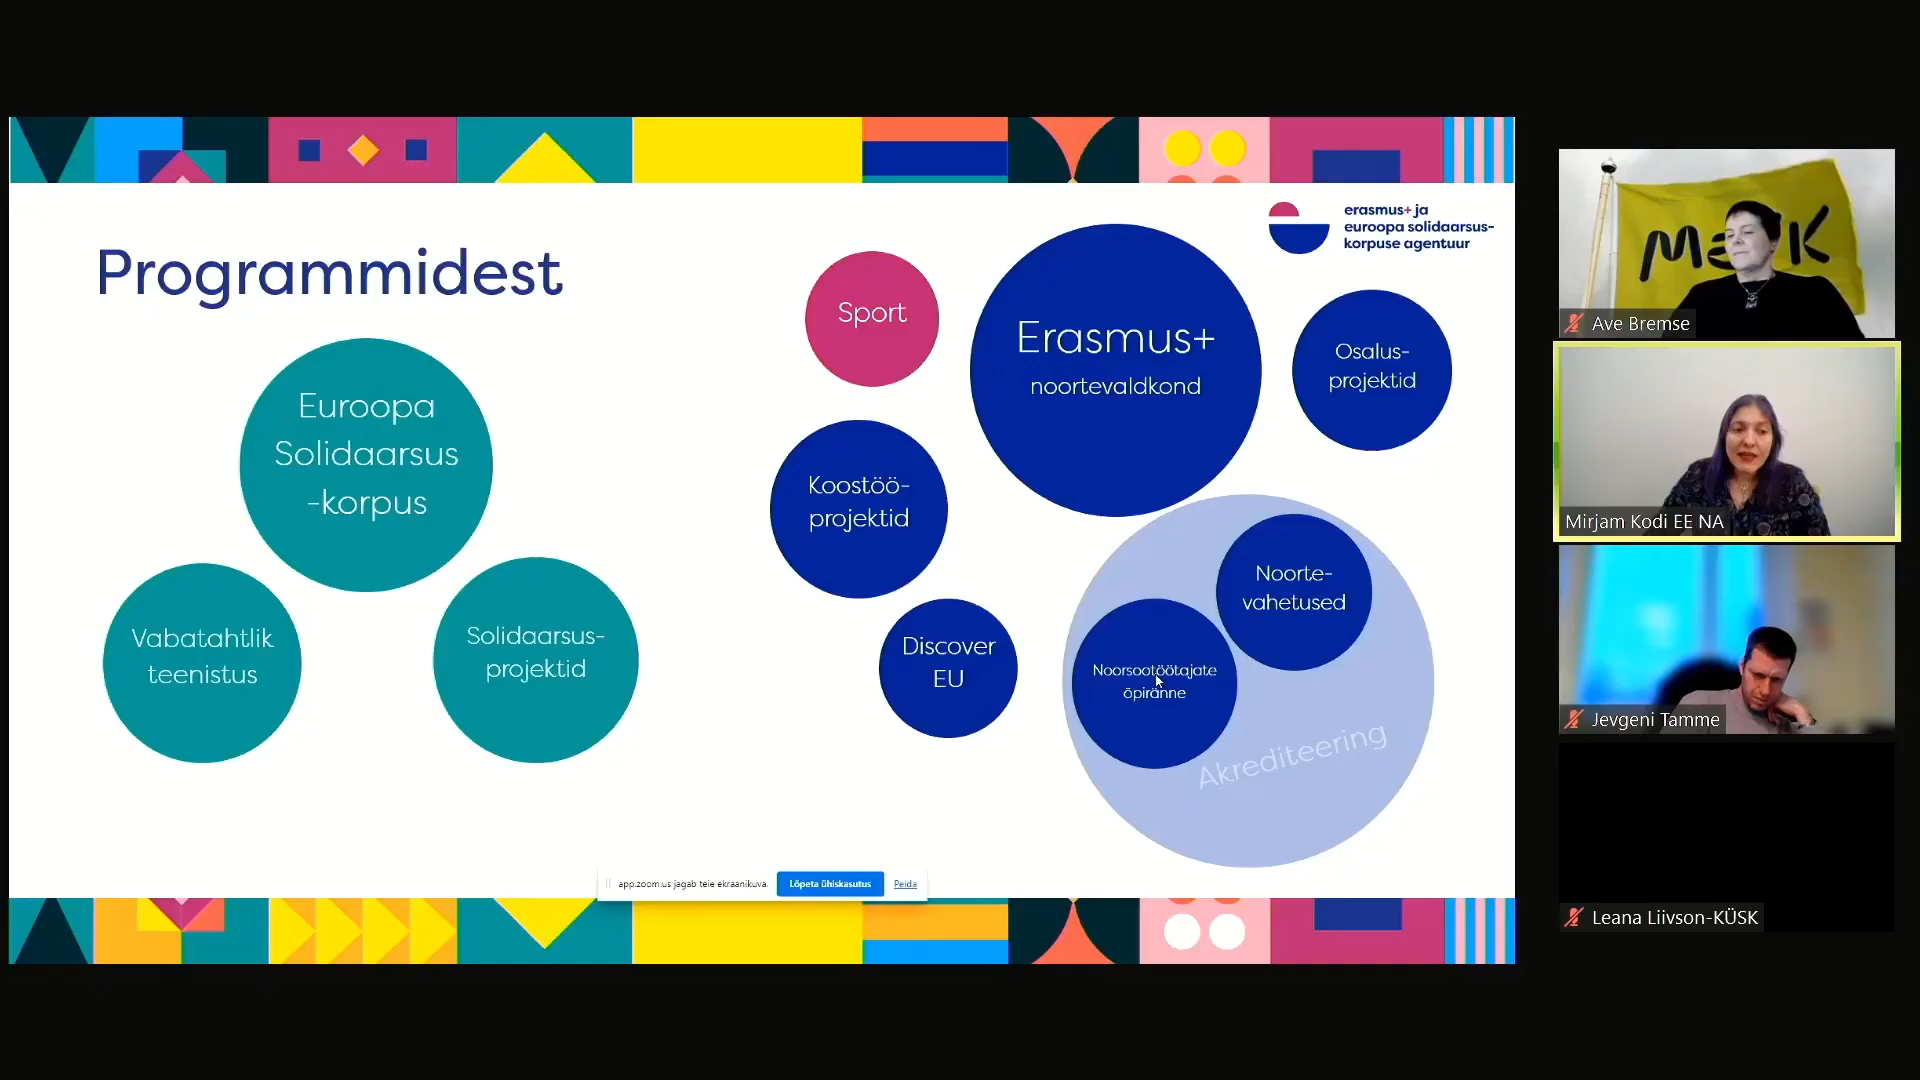 erasmus+ ja
euroopa solidaarsus-
korpuse agentuur
Programmidest
Euroopa
Solidaarsus
-korpus
Vabatahtlik
teenistus
Solidaarsus-
projektid
Sport
Erasmus+
noortevaldkond
Osalus-
projektid
Koostöö-
projektid
Discover
EU
Noorte-
vahetused
Noorsootöötajate
õpiränne
Akrediteering
app.zoom.us jagab teie ekraanikuva.
Lõpeta ühiskasutus
Peida
Ave Bremse
Mirjam Kodi EE NA
Jevgeni Tamme
Leana Liivson-KÜSK